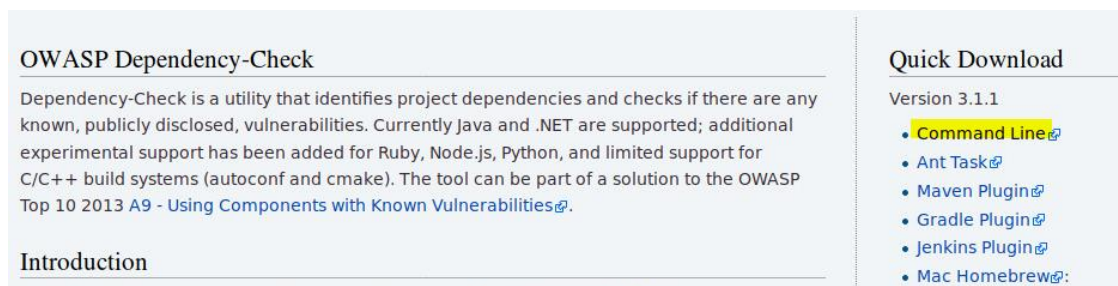 OWASP Dependency-Check
Dependency-Check is a utility that identifies project dependencies and checks if there are any
known, publicly disclosed, vulnerabilities. Currently Java and .NET are supported; additional
experimental support has been added for Ruby, Node.js, Python, and limited support for
C/C++ build systems (autoconf and cmake). The tool can be part of a solution to the OWASP
Top 10 2013 A9 - Using Components with Known Vulnerabilities.
Introduction
Quick Download
Version 3.1.1
• Command Line
• Ant Task
• Maven Plugin
• Gradle Plugin
• Jenkins Plugin
• Mac Homebrew: